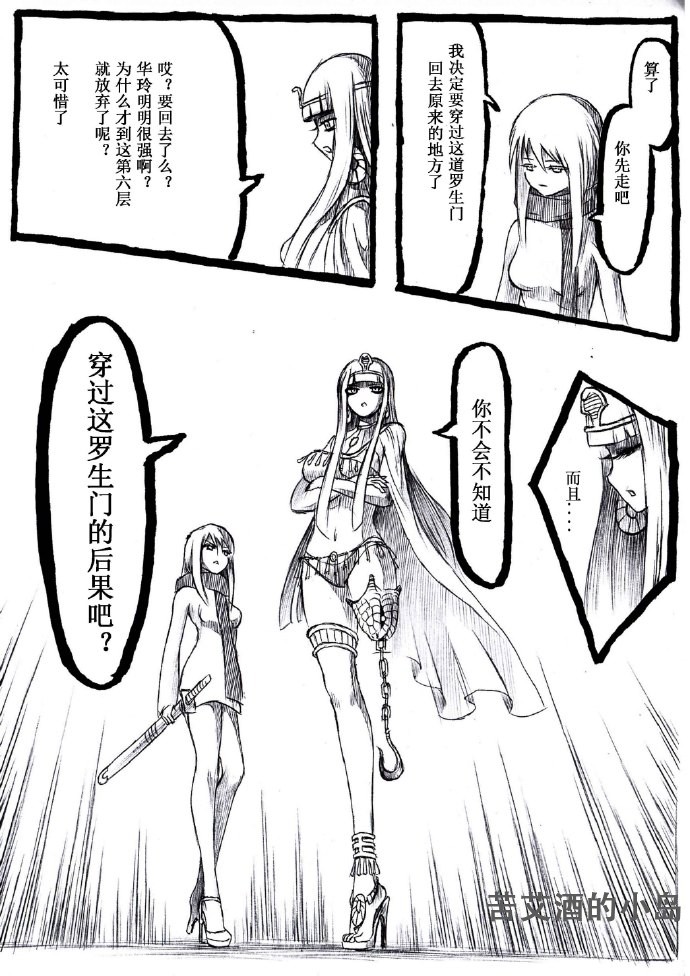 算了
你先走吧
我决定要穿过这道罗生门
回去原来的地方了
哎？要回去了么？
华玲明明很强啊？
为什么才到这第六层
就放弃了呢？
太可惜了
而且....
你不会不知道
穿过这罗生门的后果吧？
苦艾酒的小岛